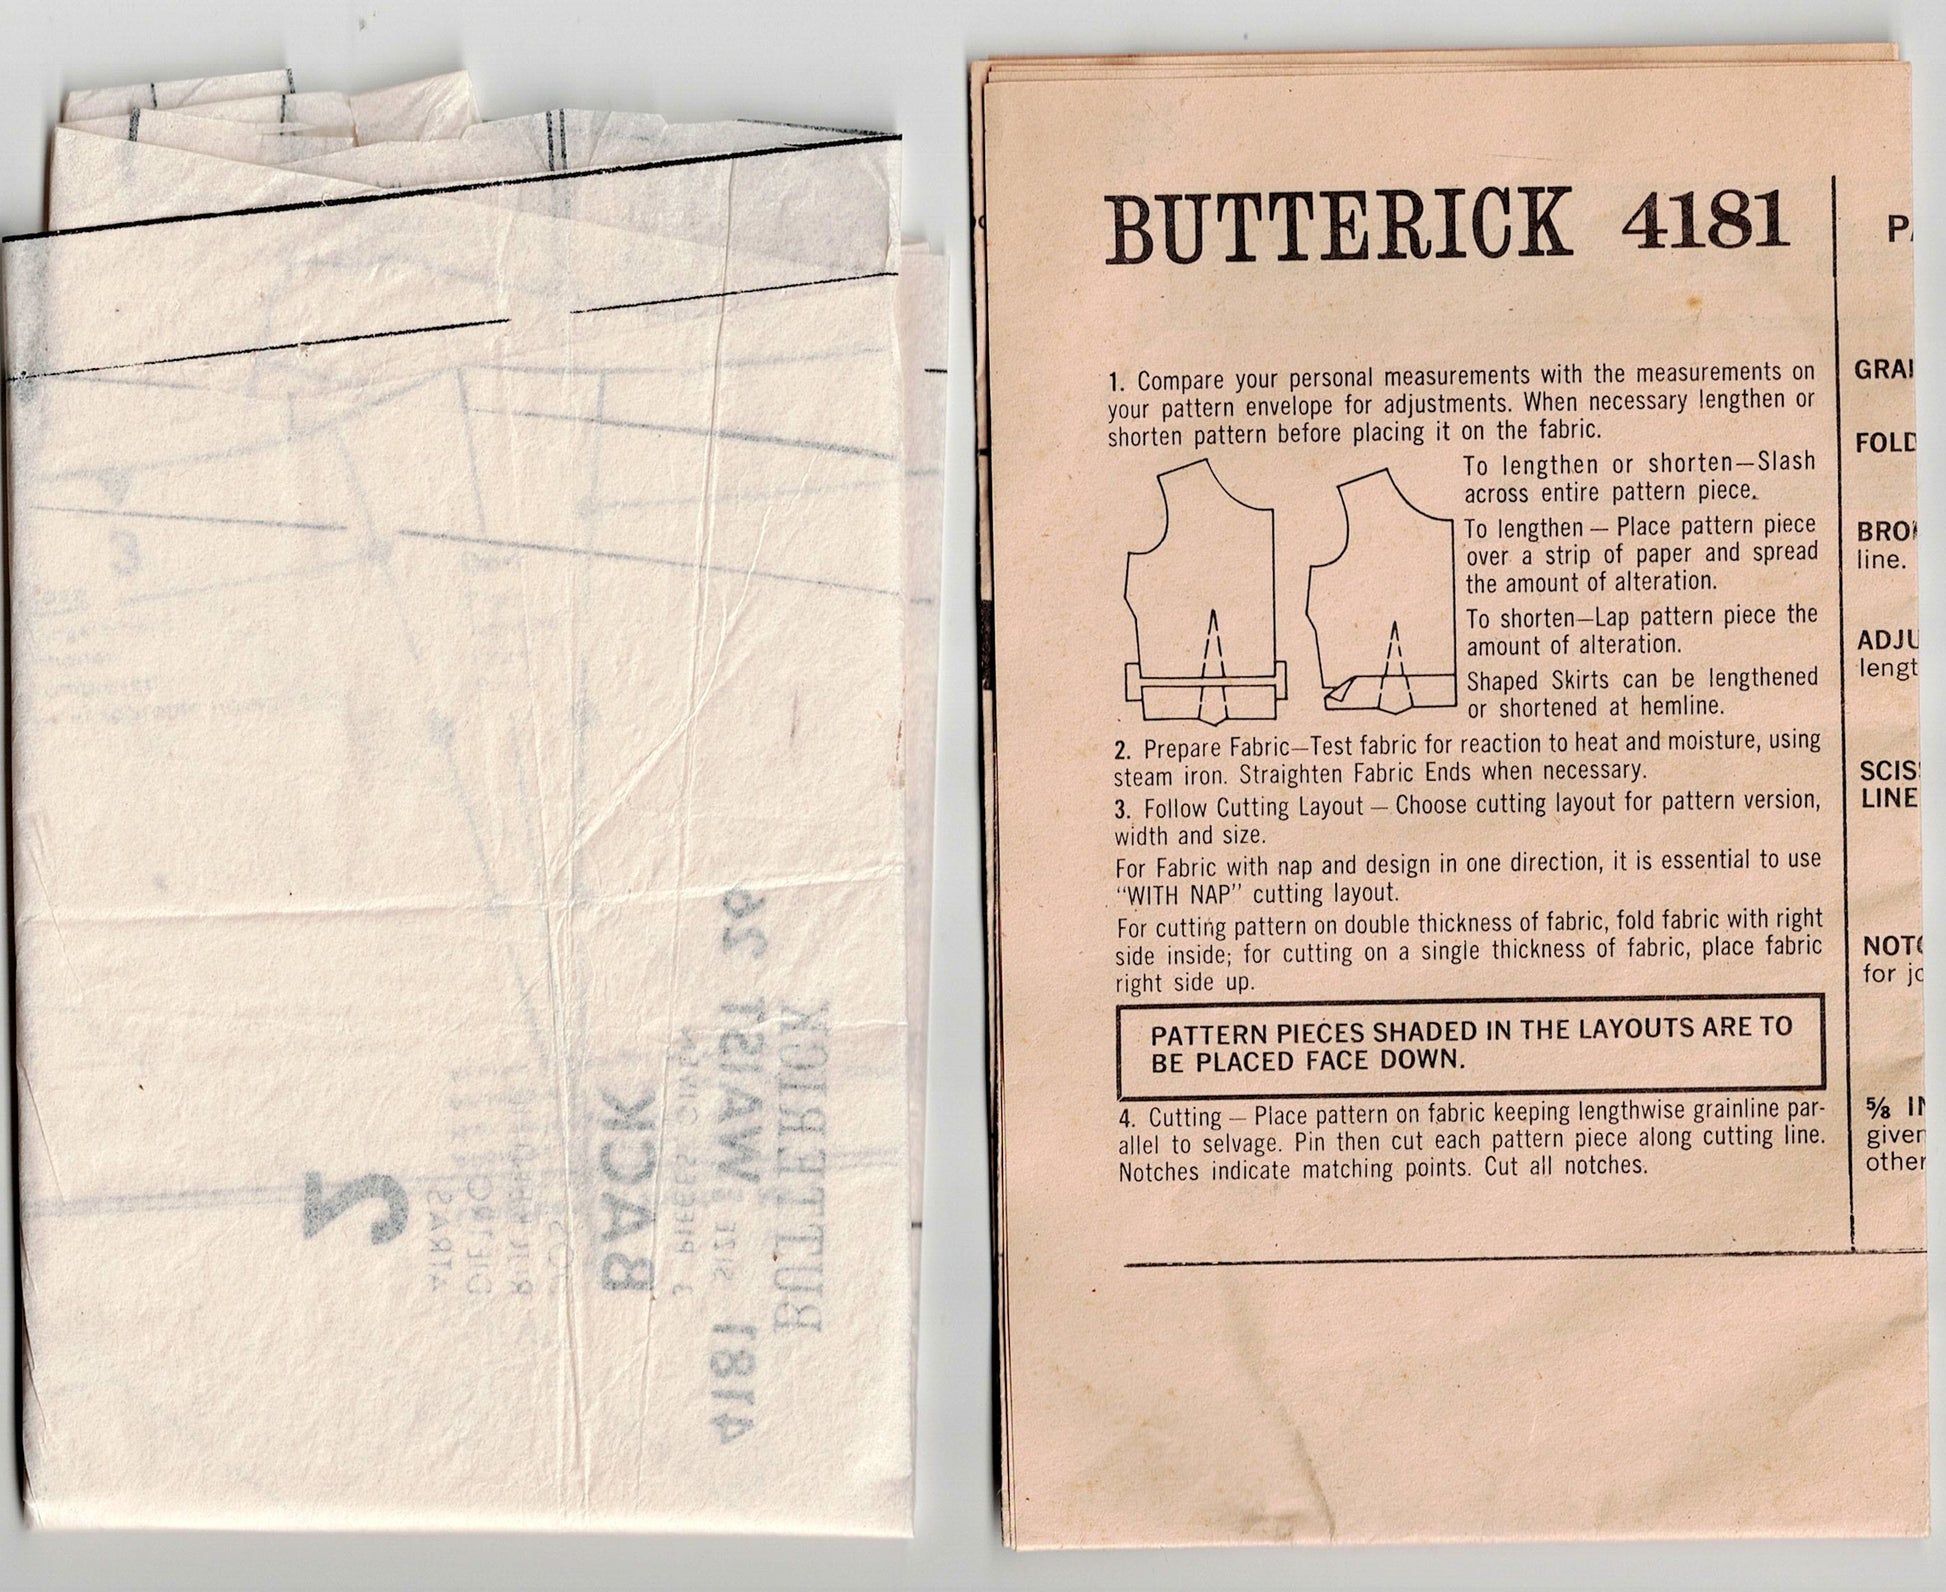 BUTTERICK
4181
WAIST 26
SIZE
3 PIECES GIVEN
BACK
2
3
BUTTERICK 4181
1. Compare your personal measurements with the measurements on
your pattern envelope for adjustments. When necessary lengthen or
shorten pattern before placing it on the fabric.
To lengthen or shorten—Slash
across entire pattern piece.
To lengthen — Place pattern piece
over a strip of paper and spread
the amount of alteration.
To shorten—Lap pattern piece the
amount of alteration.
Shaped Skirts can be lengthened
or shortened at hemline.
2. Prepare Fabric—Test fabric for reaction to heat and moisture, using
steam iron. Straighten Fabric Ends when necessary.
3. Follow Cutting Layout — Choose cutting layout for pattern version,
width and size.
For Fabric with nap and design in one direction, it is essential to use
“WITH NAP” cutting layout.
For cutting pattern on double thickness of fabric, fold fabric with right
side inside; for cutting on a single thickness of fabric, place fabric
right side up.
PATTERN PIECES SHADED IN THE LAYOUTS ARE TO
BE PLACED FACE DOWN.
4. Cutting — Place pattern on fabric keeping lengthwise grainline par-
allel to selvage. Pin then cut each pattern piece along cutting line.
Notches indicate matching points. Cut all notches.
P
GRAI
FOLD
BRO
line.
ADJU
lengt
SCIS
LINE
NOT
for jo
⅝ I
given
other